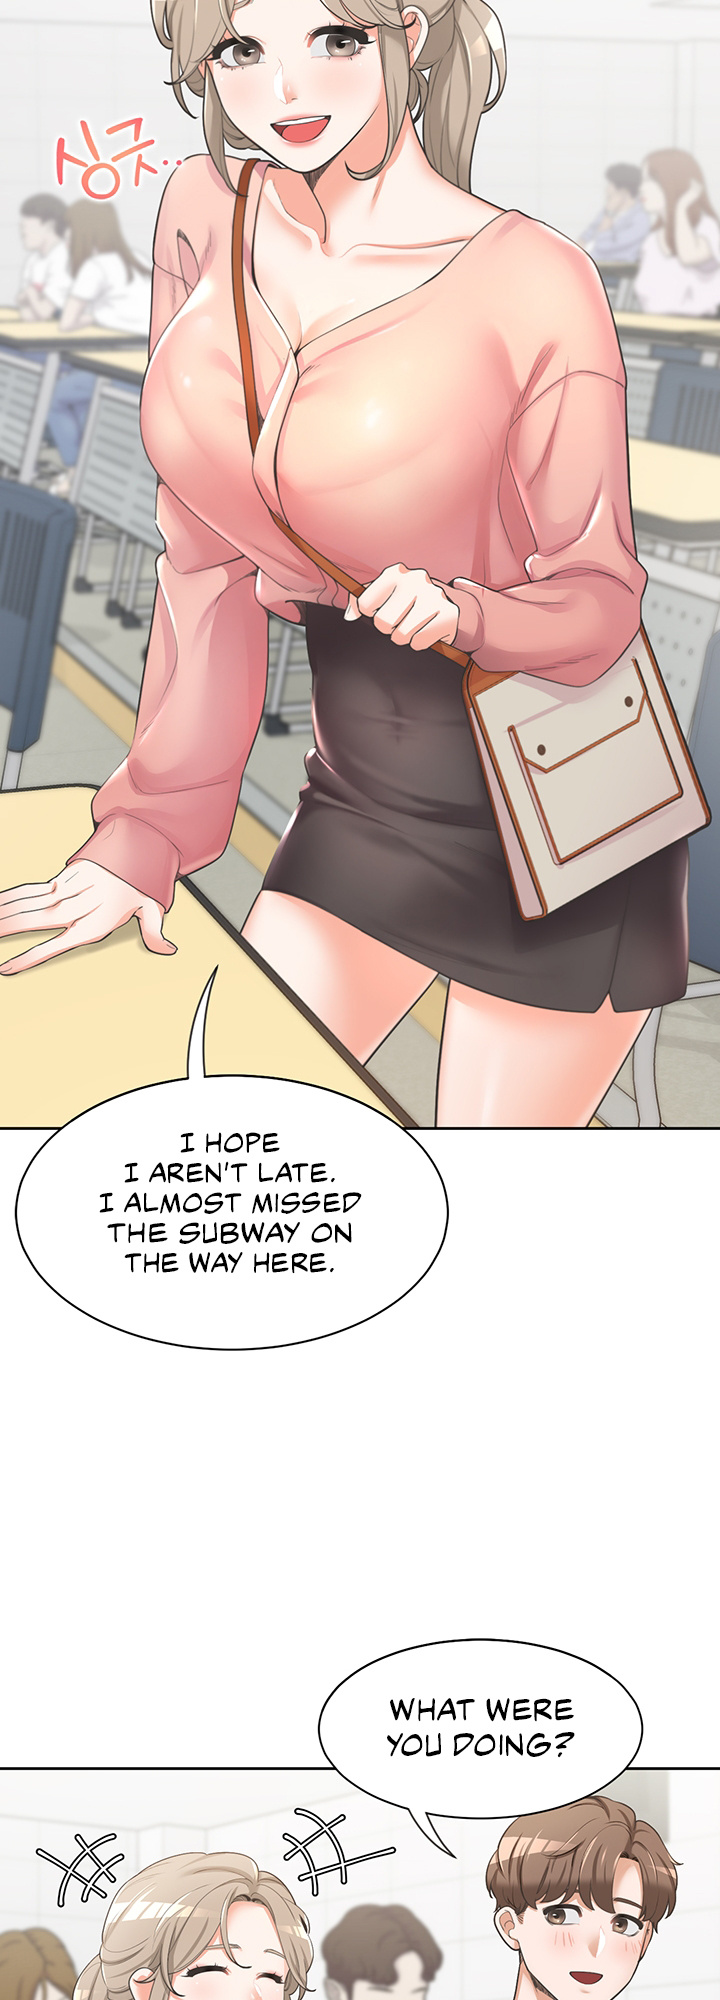 싱긋..
I HOPE
I AREN'T LATE.
I ALMOST MISSED
THE SUBWAY ON
THE WAY HERE.
WHAT WERE
YOU DOING?